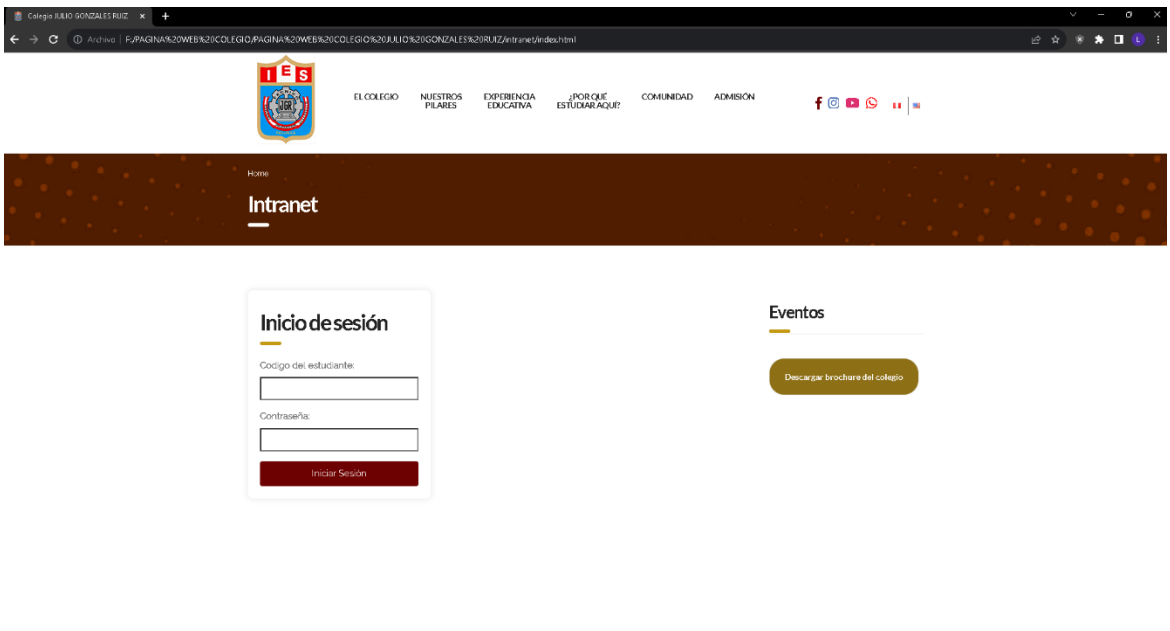 Colegio JULIO GONZALES RUIZ
Archivo | F:/PAGINA%20WEB%20COLEGIO/PAGINA%20WEB%20COLEGIO%20JULIO%20GONZALES%20RUIZ/intranet/index.html
L
I E S
JGR
EL COLEGIO
NUESTROS
PILARES
EXPERIENCIA
EDUCATIVA
¿POR QUÉ
ESTUDIAR AQUÍ?
COMUNIDAD
ADMISIÓN
Home
Intranet
Inicio de sesión
Codigo del estudiante:
Contraseña:
Iniciar Sesión
Eventos
Descargar brochure del colegio